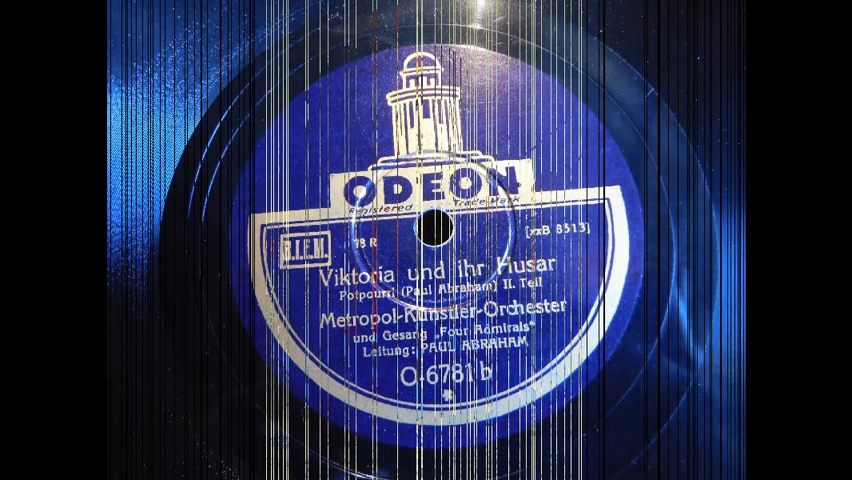 ODEON
Registered Trade Mark
B.I.E.M. 78 R [xxB 8513]
Viktoria und ihr Husar
Potpourri (Paul Abraham) II. Teil
Metropol-Künstler-Orchester
und Gesang „Four Admirals"
Leitung: PAUL ABRAHAM
O-6781 b